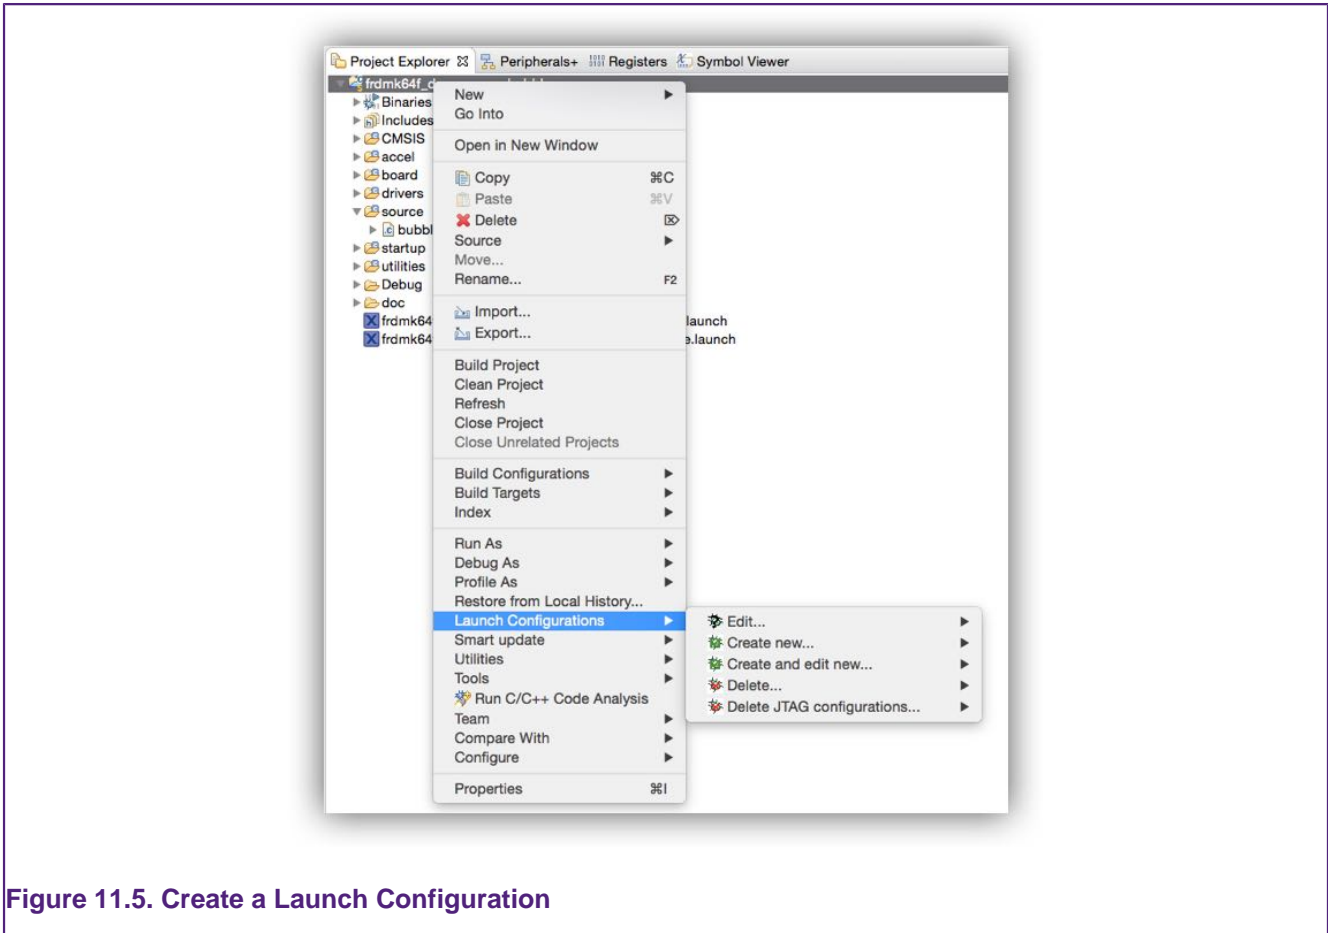 Project Explorer Peripherals+ Registers Symbol Viewer
frdmk64f_
Binaries
Includes
CMSIS
accel
board
drivers
source
bubbl
startup
utilities
Debug
doc
frdmk64 launch
frdmk64 e.launch
New
Go Into
Open in New Window
Copy ⌘C
Paste ⌘V
Delete ⌦
Source
Move...
Rename... F2
Import...
Export...
Build Project
Clean Project
Refresh
Close Project
Close Unrelated Projects
Build Configurations
Build Targets
Index
Run As
Debug As
Profile As
Restore from Local History...
Launch Configurations
Smart update
Utilities
Tools
Run C/C++ Code Analysis
Team
Compare With
Configure
Properties ⌘I
Edit...
Create new...
Create and edit new...
Delete...
Delete JTAG configurations...
Figure 11.5. Create a Launch Configuration